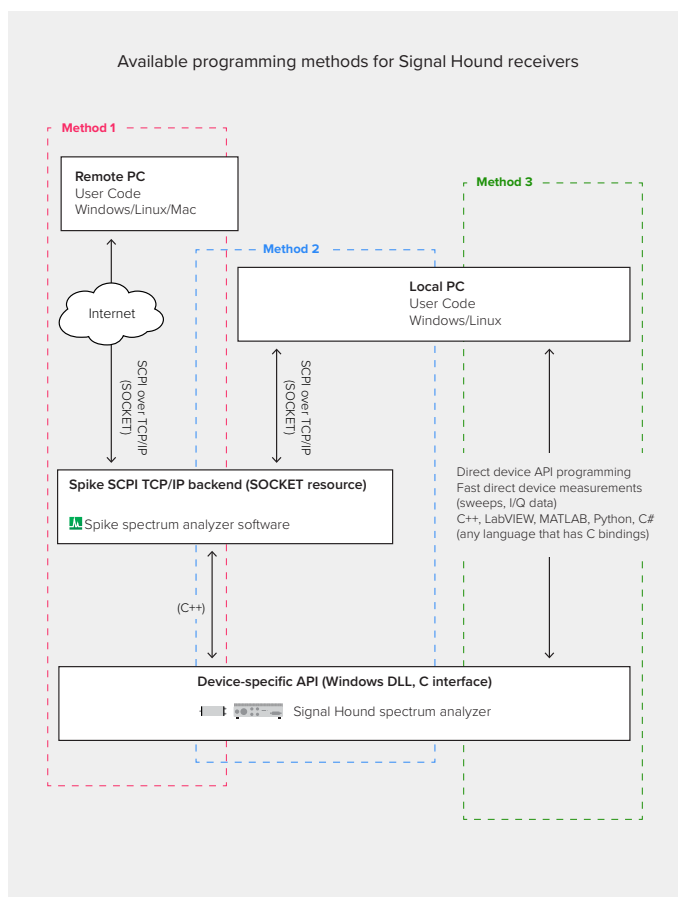 Available programming methods for Signal Hound receivers
Method 1
Remote PC
User Code
Windows/Linux/Mac
Method 3
Method 2
Local PC
User Code
Windows/Linux
Internet
SCPI over TCP/IP
(SOCKET)
SCPI over TCP/IP
(SOCKET)
Direct device API programming
Fast direct device measurements
(sweeps, I/Q data)
C++, LabVIEW, MATLAB, Python, C#
(any language that has C bindings)
Spike SCPI TCP/IP backend (SOCKET resource)
Spike spectrum analyzer software
(C++)
Device-specific API (Windows DLL, C interface)
Signal Hound spectrum analyzer